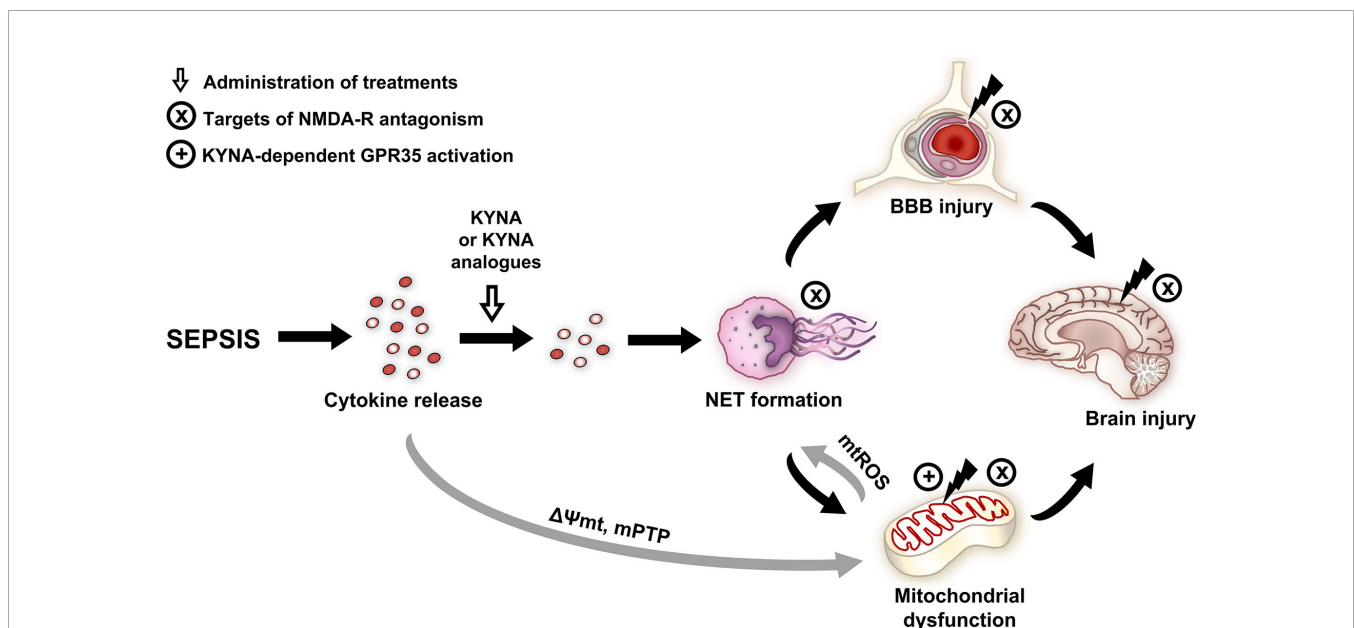 Administration of treatments
X Targets of NMDA-R antagonism
+ KYNA-dependent GPR35 activation
KYNA
or KYNA
analogues
SEPSIS
Cytokine release
NET formation
X
BBB injury
X
Brain injury
X
mtROS
ΔΨmt, mPTP
+
X
Mitochondrial
dysfunction